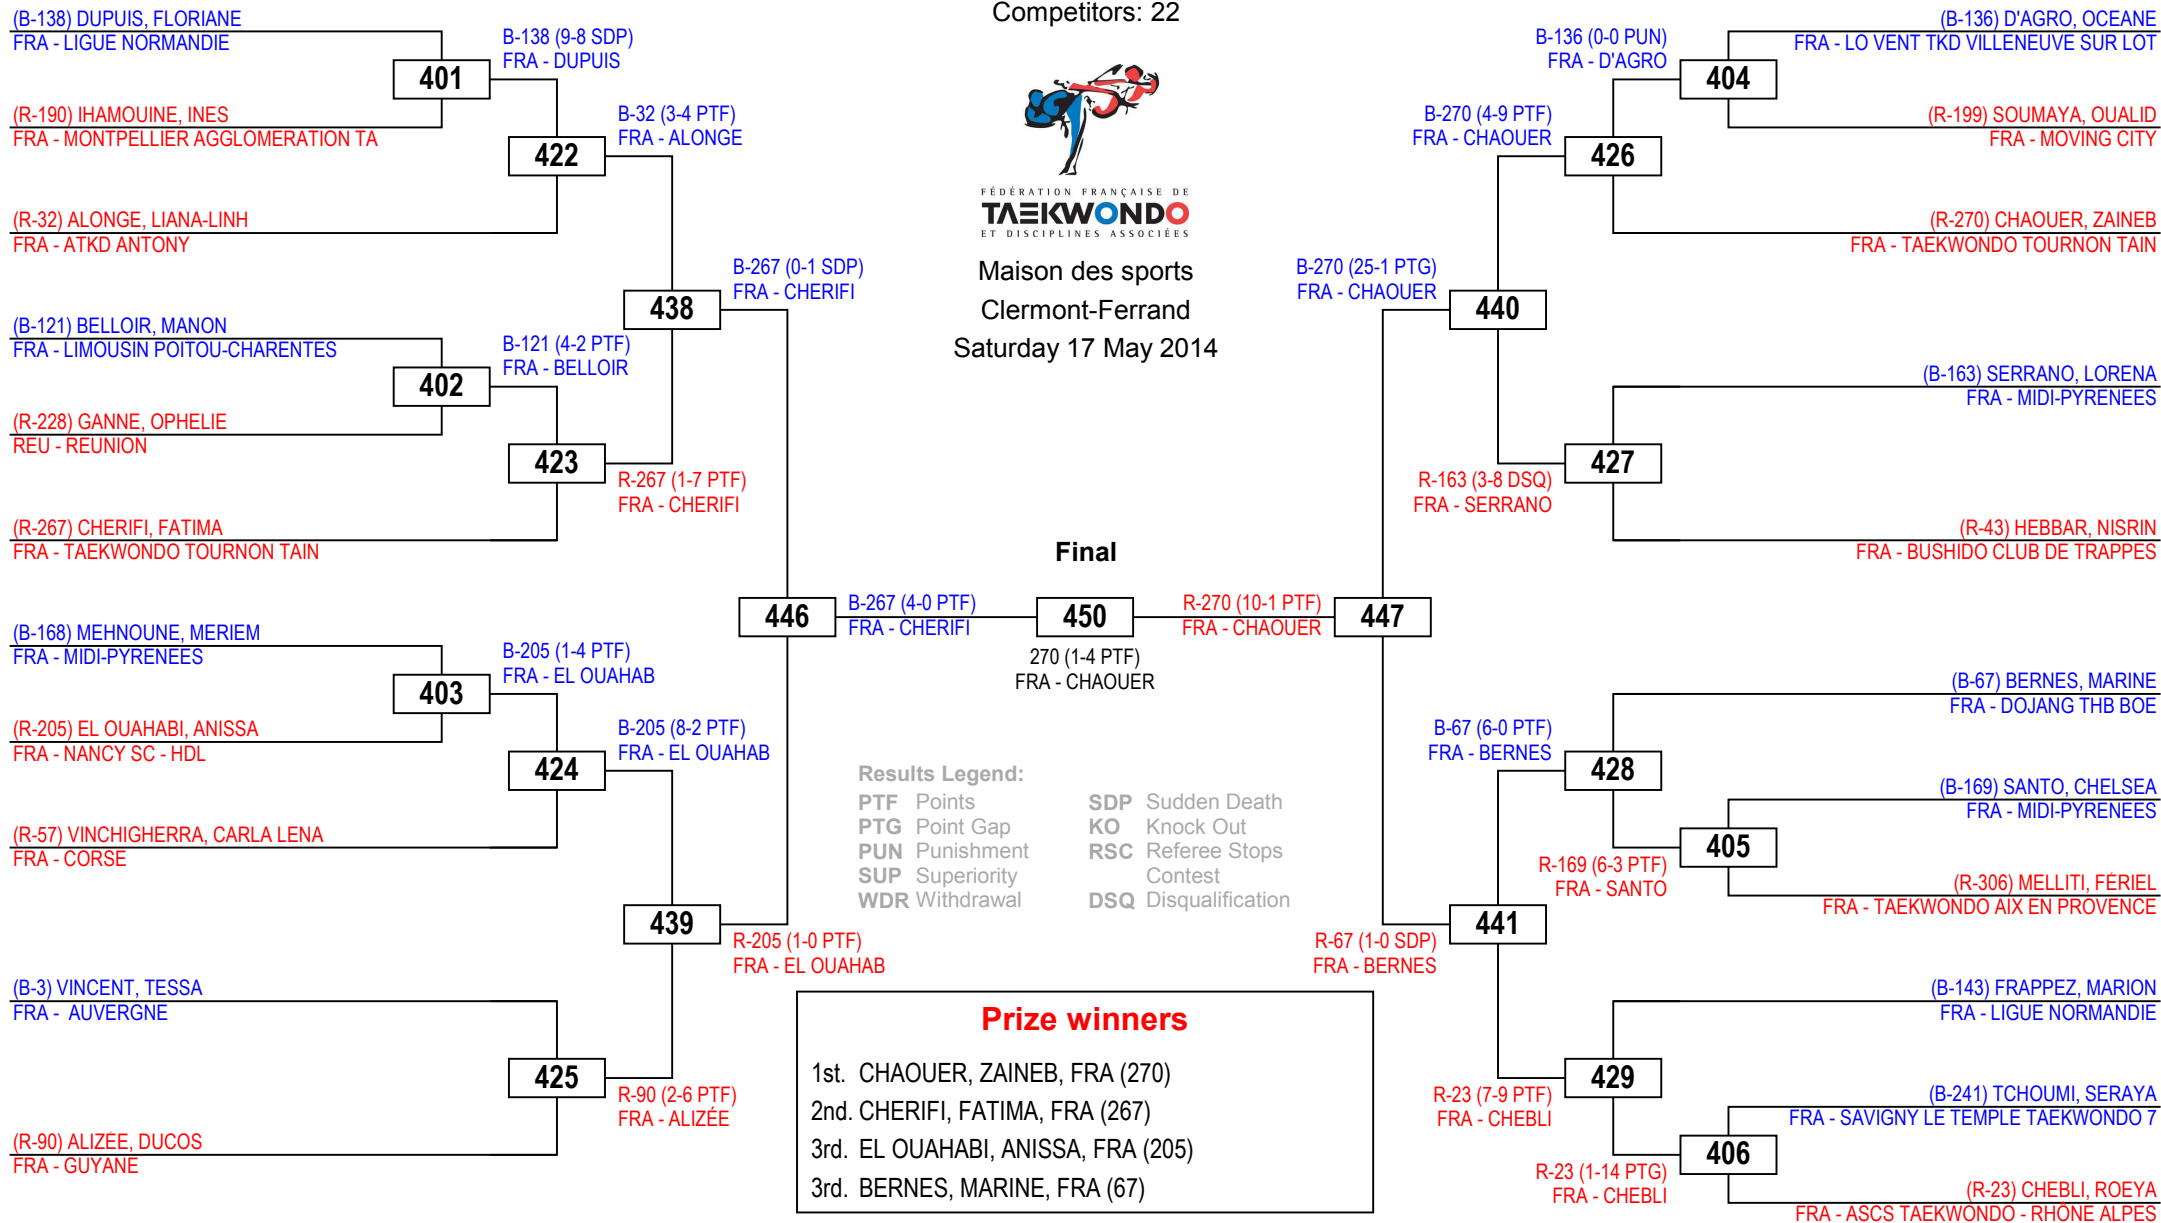 Competitors: 22
FÉDÉRATION FRANÇAISE DE
TAEKWONDO
ET DISCIPLINES ASSOCIÉES
Maison des sports
Clermont-Ferrand
Saturday 17 May 2014
(B-138) DUPUIS, FLORIANE
FRA - LIGUE NORMANDIE
401
(R-190) IHAMOUINE, INES
FRA - MONTPELLIER AGGLOMERATION TA
B-138 (9-8 SDP)
FRA - DUPUIS
422
(R-32) ALONGE, LIANA-LINH
FRA - ATKD ANTONY
B-32 (3-4 PTF)
FRA - ALONGE
438
B-267 (0-1 SDP)
FRA - CHERIFI
(B-121) BELLOIR, MANON
FRA - LIMOUSIN POITOU-CHARENTES
402
(R-228) GANNE, OPHELIE
REU - REUNION
B-121 (4-2 PTF)
FRA - BELLOIR
423
(R-267) CHERIFI, FATIMA
FRA - TAEKWONDO TOURNON TAIN
R-267 (1-7 PTF)
FRA - CHERIFI
446
B-267 (4-0 PTF)
FRA - CHERIFI
(B-168) MEHNOUNE, MERIEM
FRA - MIDI-PYRENEES
403
(R-205) EL OUAHABI, ANISSA
FRA - NANCY SC - HDL
B-205 (1-4 PTF)
FRA - EL OUAHAB
424
(R-57) VINCHIGHERRA, CARLA LENA
FRA - CORSE
B-205 (8-2 PTF)
FRA - EL OUAHAB
439
R-205 (1-0 PTF)
FRA - EL OUAHAB
(B-3) VINCENT, TESSA
FRA -  AUVERGNE
425
(R-90) ALIZÉE, DUCOS
FRA - GUYANE
R-90 (2-6 PTF)
FRA - ALIZÉE
Final
450
270 (1-4 PTF)
FRA - CHAOUER
R-270 (10-1 PTF)
FRA - CHAOUER
447
B-136 (0-0 PUN)
FRA - D'AGRO
404
(B-136) D'AGRO, OCEANE
FRA - LO VENT TKD VILLENEUVE SUR LOT
(R-199) SOUMAYA, OUALID
FRA - MOVING CITY
B-270 (4-9 PTF)
FRA - CHAOUER
426
(R-270) CHAOUER, ZAINEB
FRA - TAEKWONDO TOURNON TAIN
B-270 (25-1 PTG)
FRA - CHAOUER
440
(B-163) SERRANO, LORENA
FRA - MIDI-PYRENEES
427
R-163 (3-8 DSQ)
FRA - SERRANO
(R-43) HEBBAR, NISRIN
FRA - BUSHIDO CLUB DE TRAPPES
(B-67) BERNES, MARINE
FRA - DOJANG THB BOE
B-67 (6-0 PTF)
FRA - BERNES
428
(B-169) SANTO, CHELSEA
FRA - MIDI-PYRENEES
405
R-169 (6-3 PTF)
FRA - SANTO
(R-306) MELLITI, FÉRIEL
FRA - TAEKWONDO AIX EN PROVENCE
R-67 (1-0 SDP)
FRA - BERNES
441
(B-143) FRAPPEZ, MARION
FRA - LIGUE NORMANDIE
429
R-23 (7-9 PTF)
FRA - CHEBLI
(B-241) TCHOUMI, SERAYA
FRA - SAVIGNY LE TEMPLE TAEKWONDO 7
406
R-23 (1-14 PTG)
FRA - CHEBLI
(R-23) CHEBLI, ROEYA
FRA - ASCS TAEKWONDO - RHÔNE ALPES
Results Legend:
PTF Points SDP Sudden Death
PTG Point Gap KO Knock Out
PUN Punishment RSC Referee Stops
SUP Superiority Contest
WDR Withdrawal DSQ Disqualification
Prize winners
1st. CHAOUER, ZAINEB, FRA (270)
2nd. CHERIFI, FATIMA, FRA (267)
3rd. EL OUAHABI, ANISSA, FRA (205)
3rd. BERNES, MARINE, FRA (67)